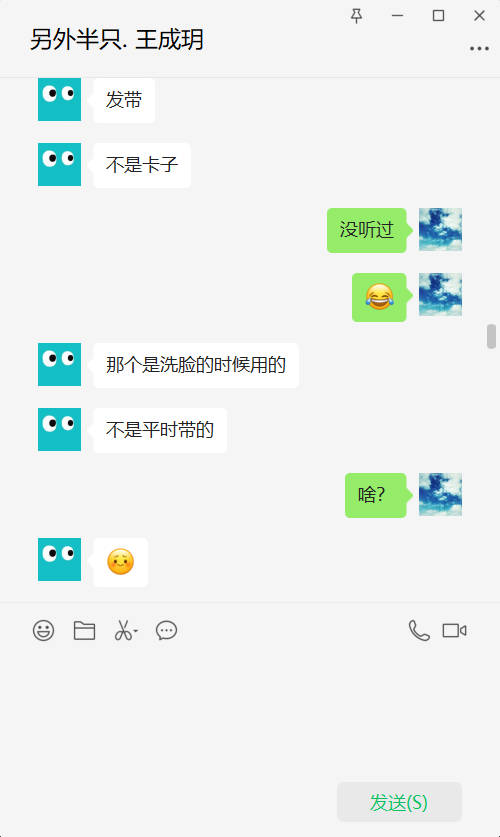 另外半只. 王成玥
发带
不是卡子
没听过
那个是洗脸的时候用的
不是平时带的
啥?
发送(S)